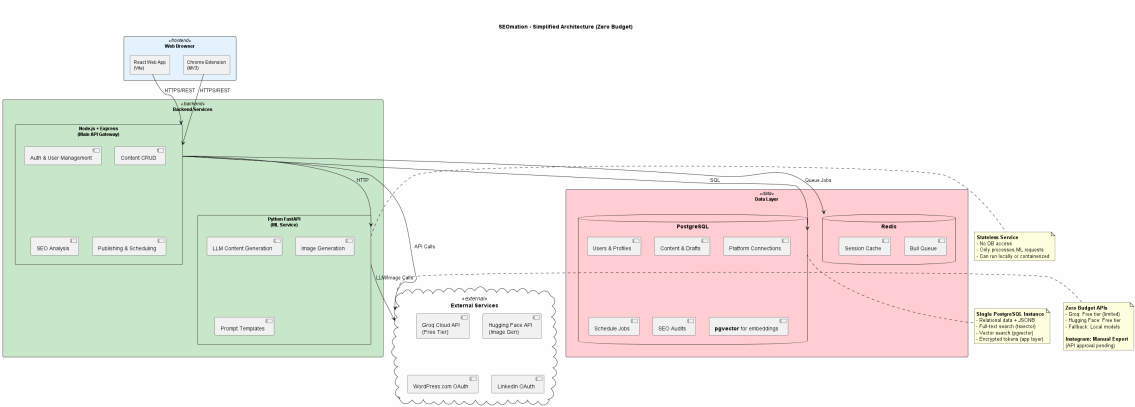 SEOmation - Simplified Architecture (Zero Budget)
«frontend»
Web Browser
React Web App
(Vite)
Chrome Extension
(MV3)
HTTPS/REST
HTTPS/REST
«backend»
Backend Services
Node.js + Express
(Main API Gateway)
Auth & User Management
Content CRUD
SEO Analysis
Publishing & Scheduling
HTTP
SQL
Queue Jobs
API Calls
LLM/Image Calls
Python FastAPI
(ML Service)
LLM Content Generation
Image Generation
Prompt Templates
«data»
Data Layer
PostgreSQL
Users & Profiles
Content & Drafts
Platform Connections
Schedule Jobs
SEO Audits
pgvector for embeddings
Redis
Session Cache
Bull Queue
«external»
External Services
Groq Cloud API
(Free Tier)
Hugging Face API
(Image Gen)
WordPress.com OAuth
LinkedIn OAuth
Stateless Service
- No DB access
- Only processes ML requests
- Can run locally or containerized
Single PostgreSQL Instance
- Relational data + JSONB
- Full-text search (tsvector)
- Vector search (pgvector)
- Encrypted tokens (app layer)
Zero Budget APIs
- Groq: Free tier (limited)
- Hugging Face: Free tier
- Fallback: Local models
Instagram: Manual Export
(API approval pending)